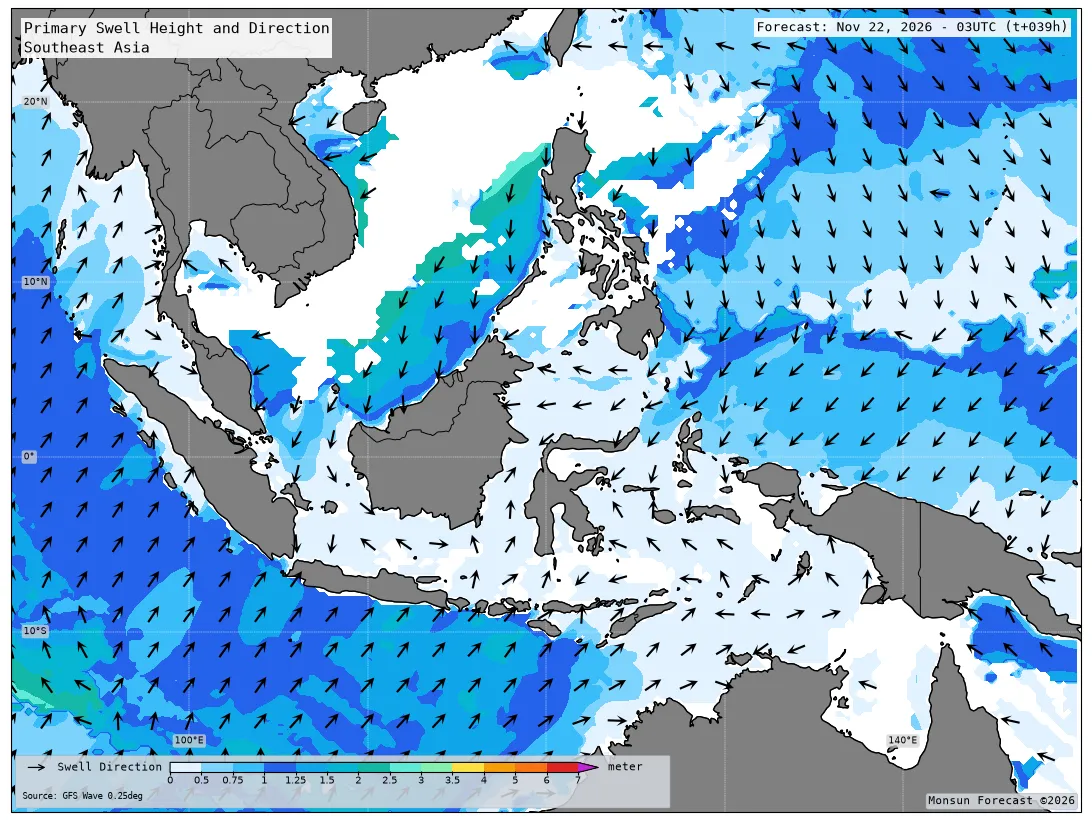 Primary Swell Height and Direction
Southeast Asia
Forecast: Nov 22, 2026 - 03UTC (t+039h)
20°N
10°N
0°
10°S
100°E
140°E
Swell Direction
0 0.5 0.75 1 1.25 1.5 2 2.5 3 3.5 4 5 6 7
meter
Source: GFS Wave 0.25deg
Monsun Forecast ©2026